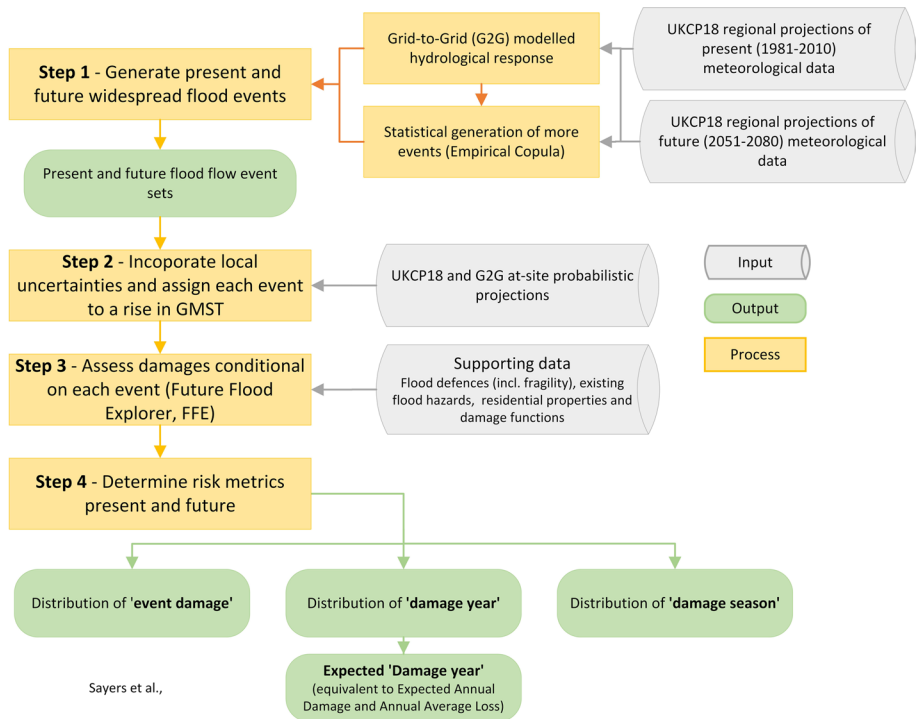 Grid-to-Grid (G2G) modelled
hydrological response
UKCP18 regional projections of
present (1981-2010)
meteorological data
Step 1 - Generate present and
future widespread flood events
Statistical generation of more
events (Empirical Copula)
UKCP18 regional projections of
future (2051-2080) meteorological
data
Present and future flood flow event
sets
Step 2 - Incoporate local
uncertainties and assign each event
to a rise in GMST
UKCP18 and G2G at-site probabilistic
projections
Input
Output
Process
Step 3 - Assess damages conditional
on each event (Future Flood
Explorer, FFE)
Supporting data
Flood defences (incl. fragility), existing
flood hazards, residential properties and
damage functions
Step 4 - Determine risk metrics
present and future
Distribution of 'event damage'
Distribution of 'damage year'
Distribution of 'damage season'
Expected 'Damage year'
(equivalent to Expected Annual
Damage and Annual Average Loss)
Sayers et al.,